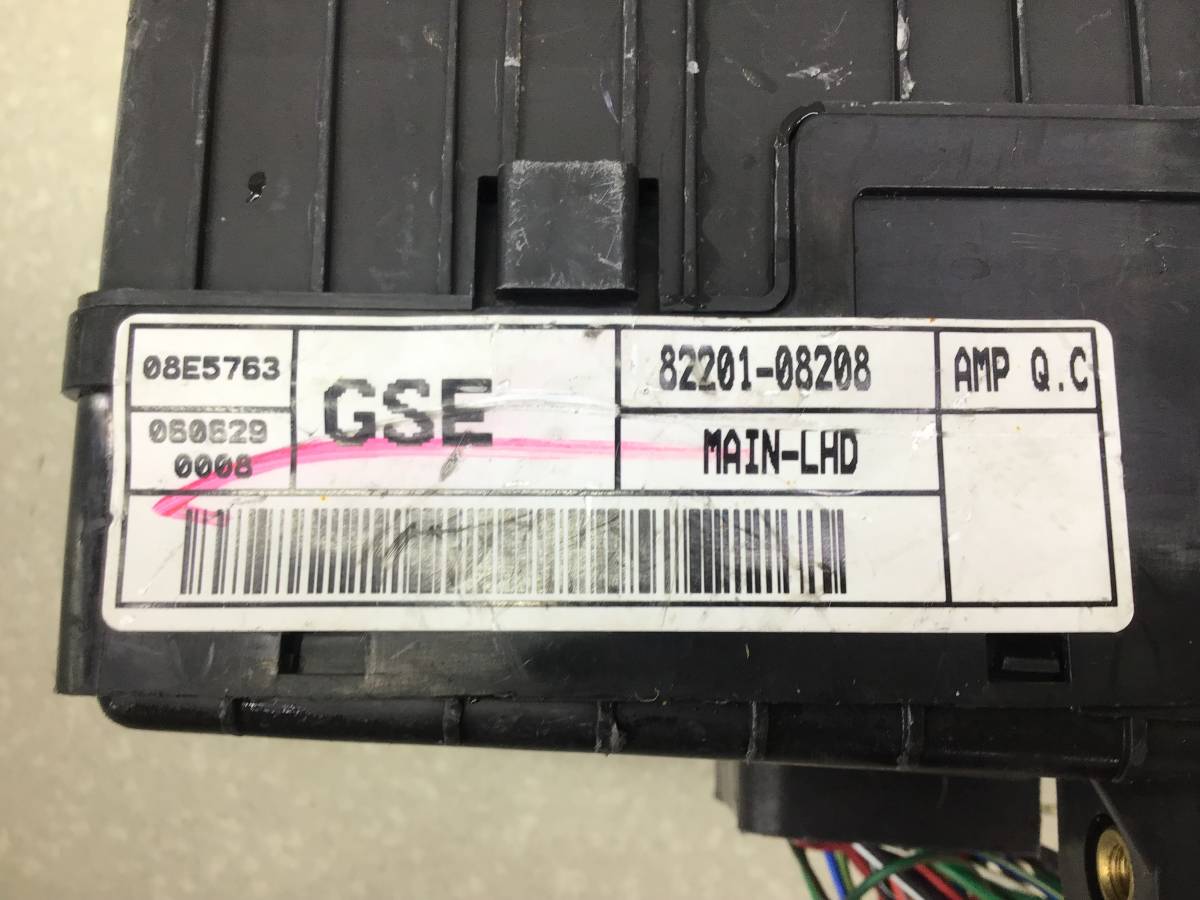 08E5763
GSE
82201-08208
AMP Q.C
060629
0008
MAIN-LHD